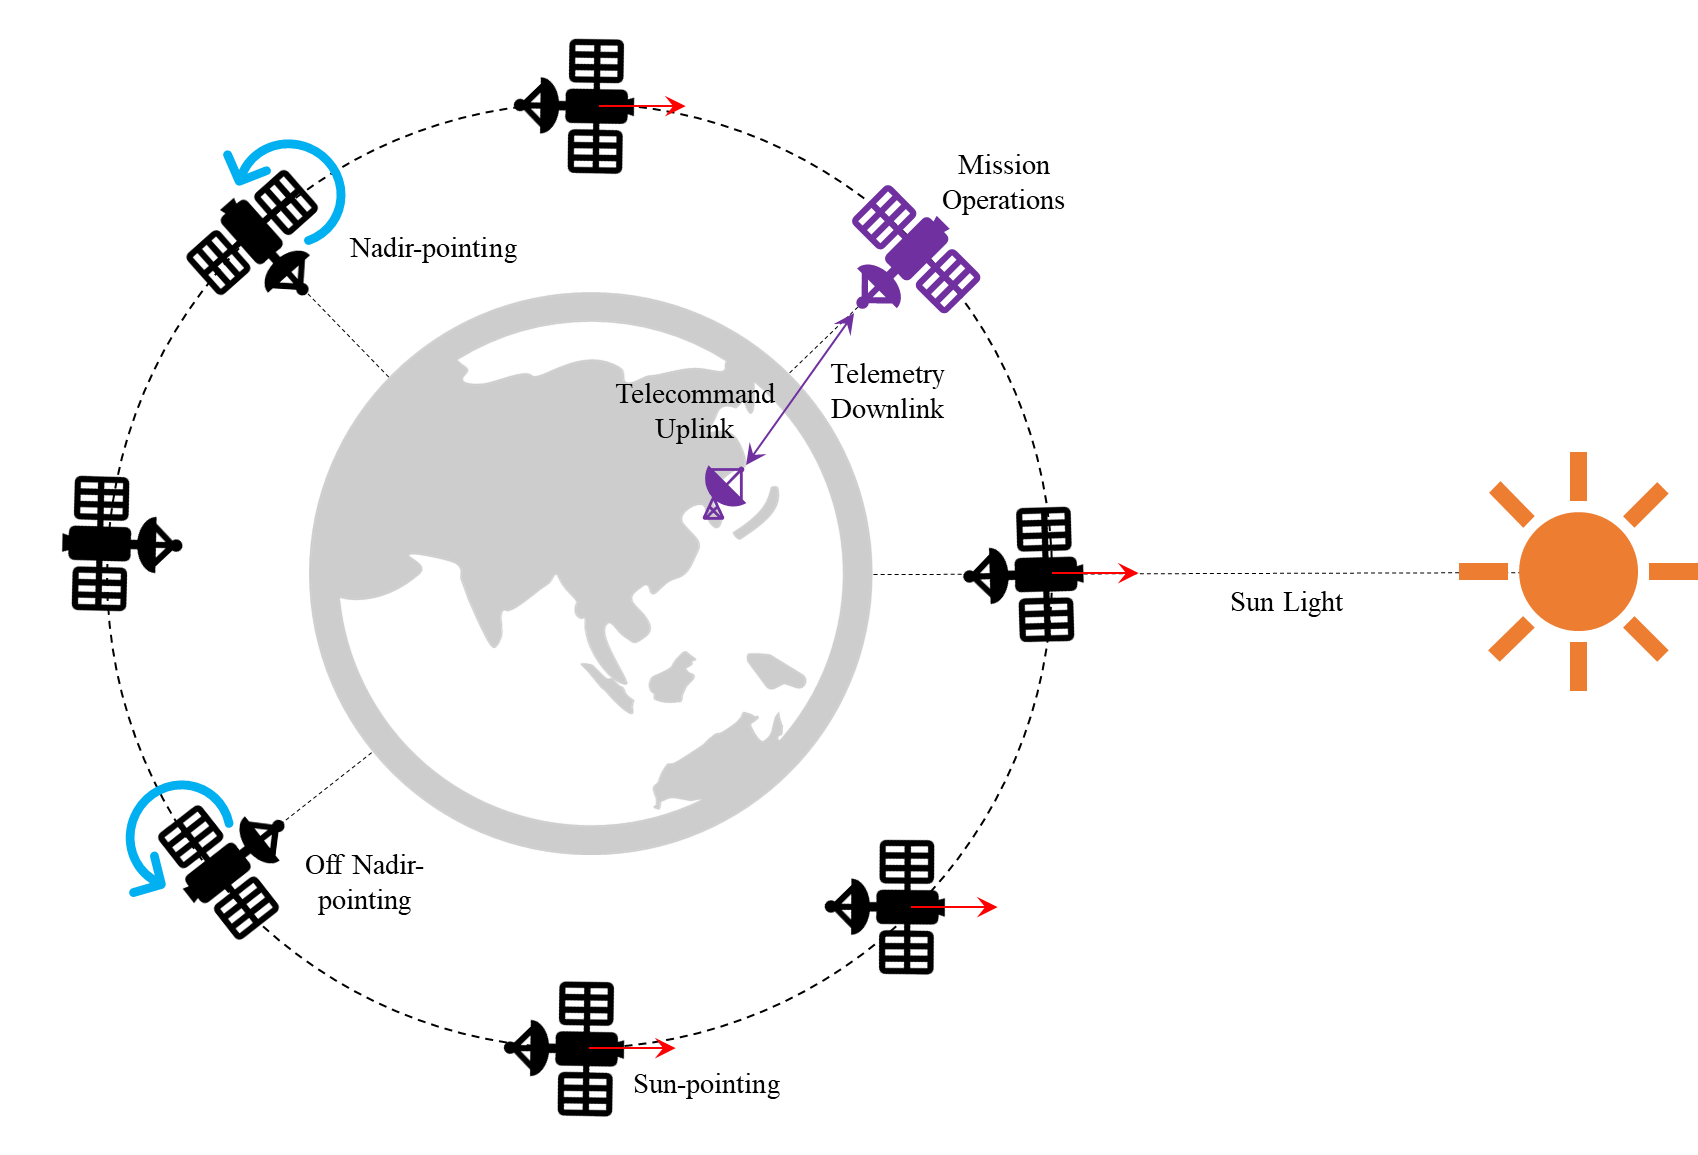 Mission
Operations
Nadir-pointing
Telemetry
Downlink
Telecommand
Uplink
Sun Light
Off Nadir-
pointing
Sun-pointing